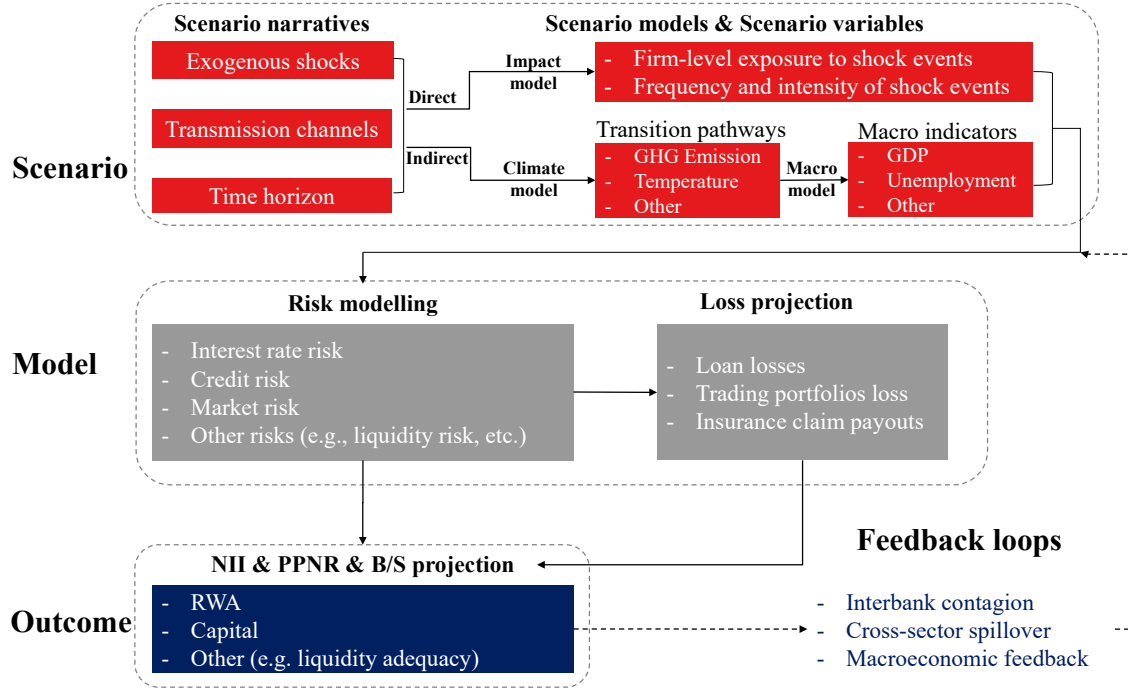 Scenario narratives
Scenario models & Scenario variables
Exogenous shocks
Transmission channels
Time horizon
Direct
Indirect
Impact
model
- Firm-level exposure to shock events
- Frequency and intensity of shock events
Climate
model
Transition pathways
- GHG Emission
- Temperature
- Other
Macro
model
Macro indicators
- GDP
- Unemployment
- Other
Scenario
Risk modelling
Loss projection
Model
- Interest rate risk
- Credit risk
- Market risk
- Other risks (e.g., liquidity risk, etc.)
- Loan losses
- Trading portfolios loss
- Insurance claim payouts
NII & PPNR & B/S projection
Outcome
- RWA
- Capital
- Other (e.g. liquidity adequacy)
Feedback loops
- Interbank contagion
- Cross-sector spillover
- Macroeconomic feedback